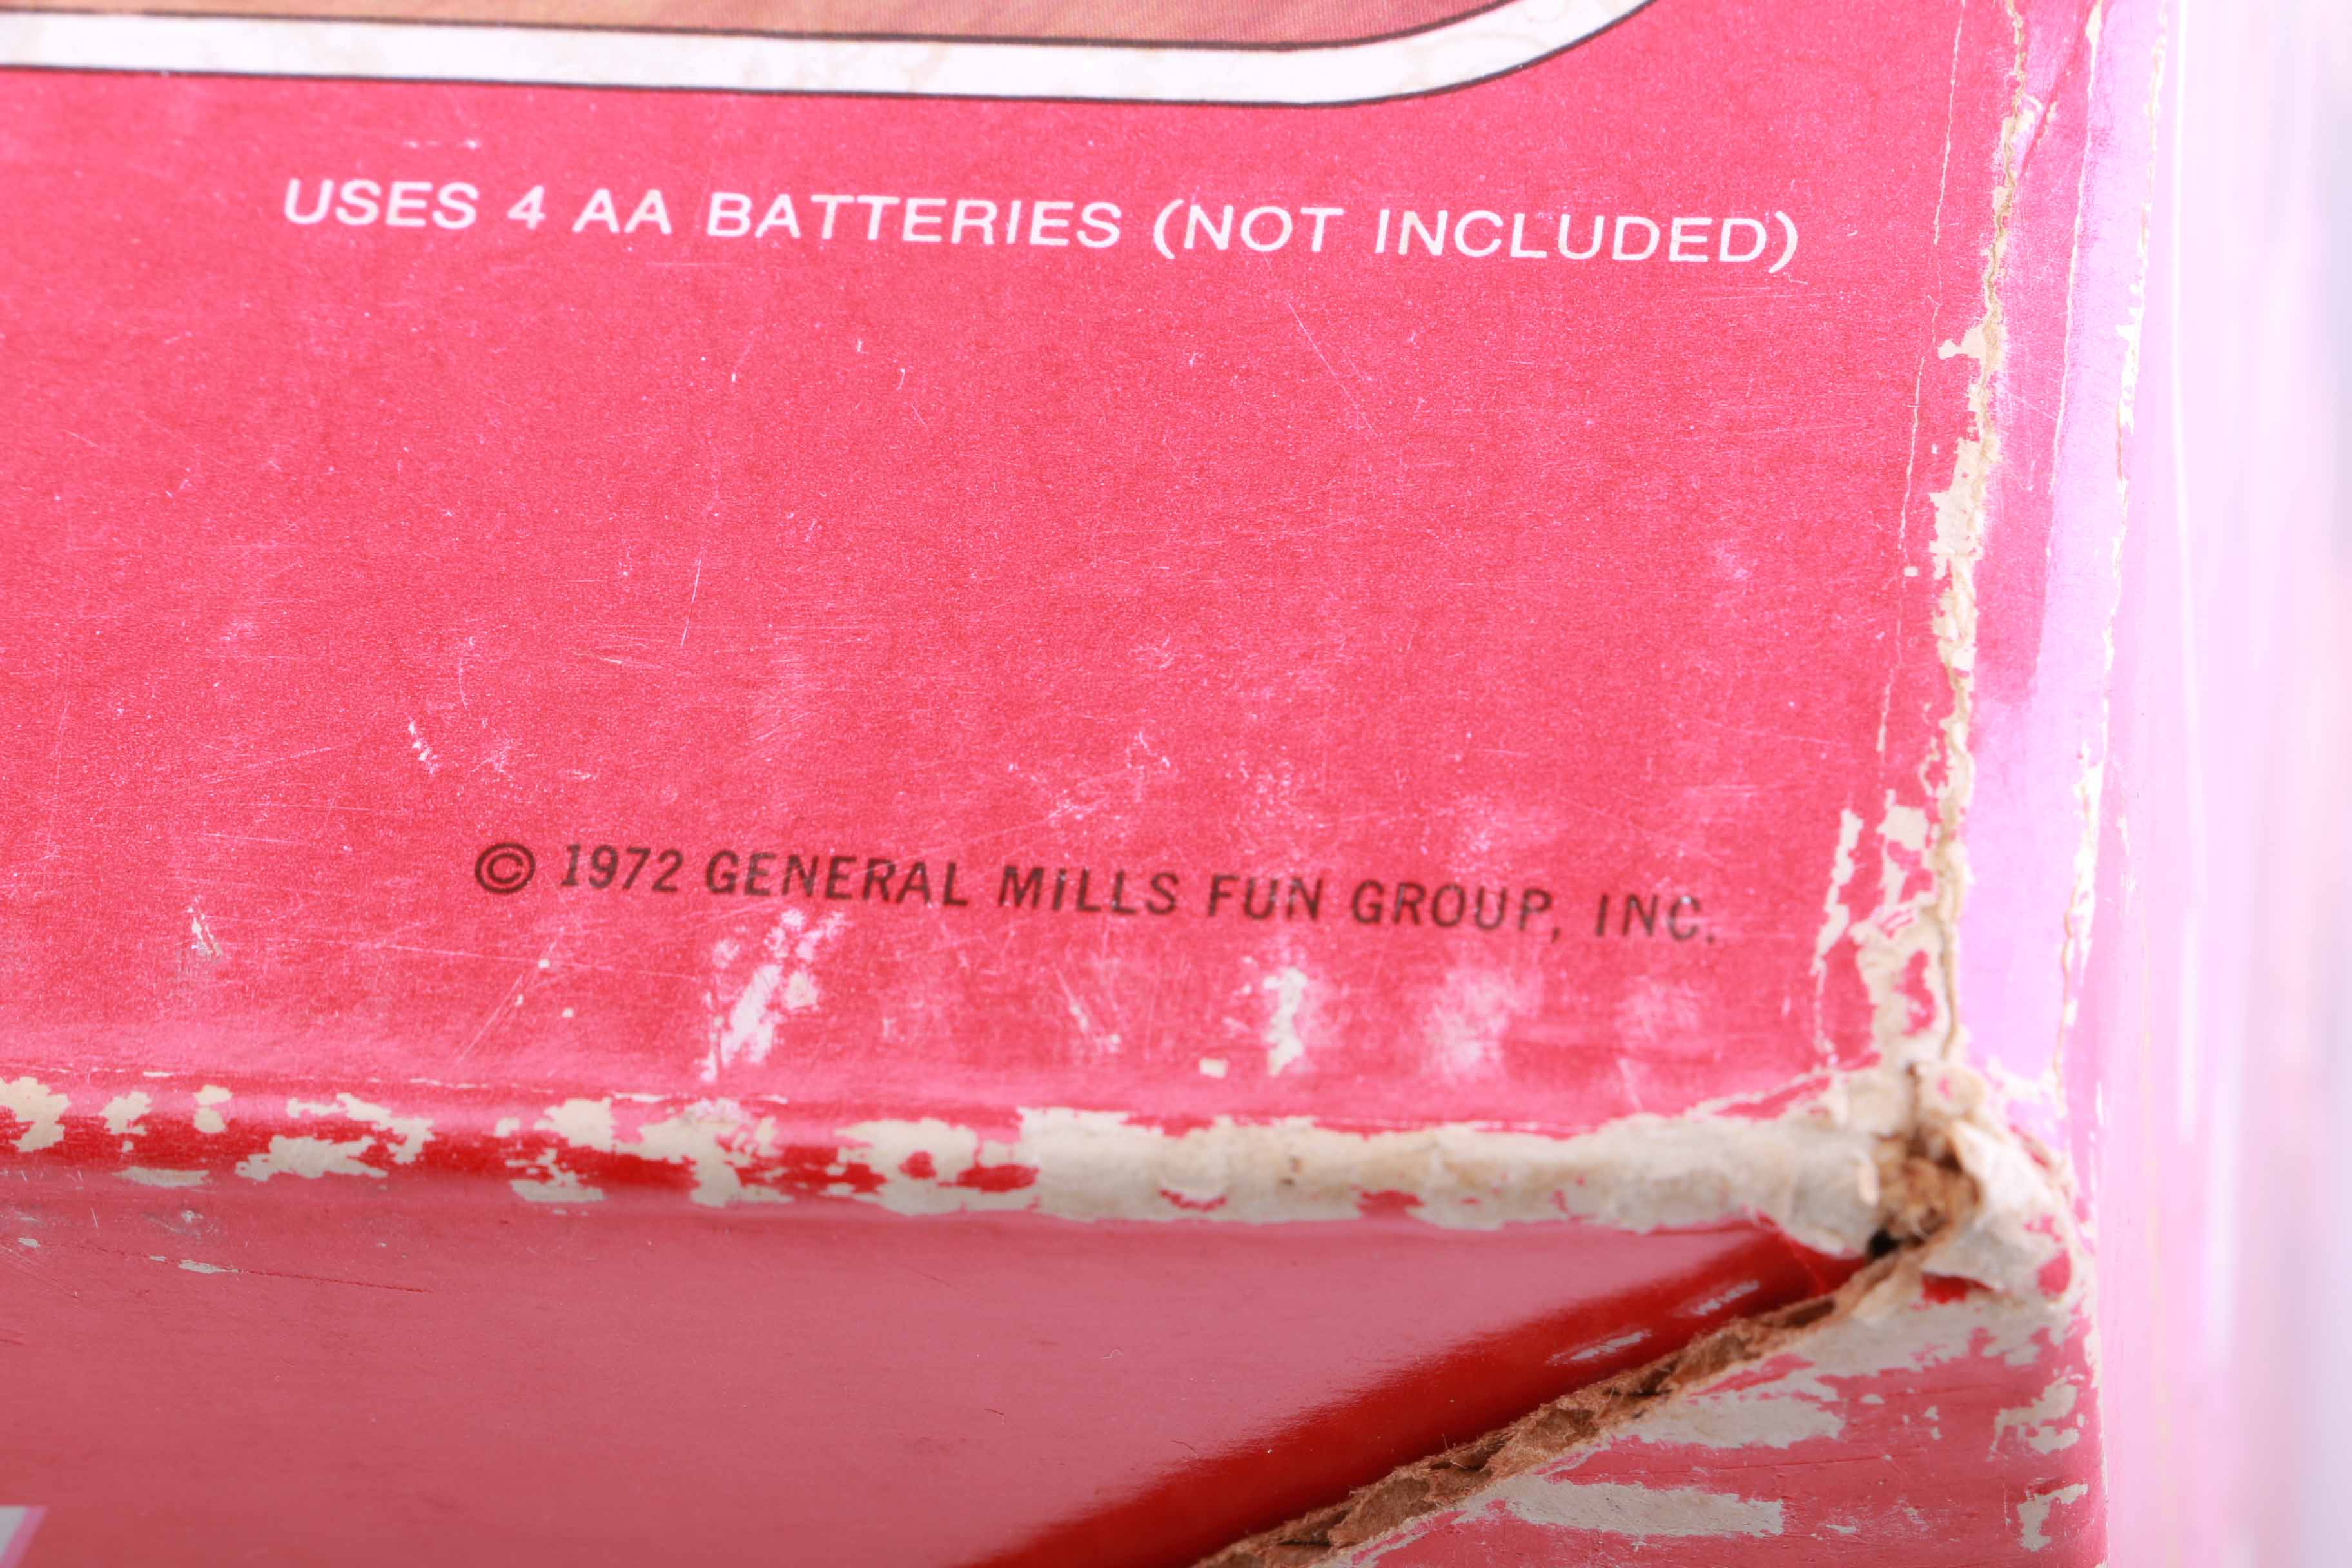 USES 4 AA BATTERIES (NOT INCLUDED)
© 1972 GENERAL MILLS FUN GROUP, INC.